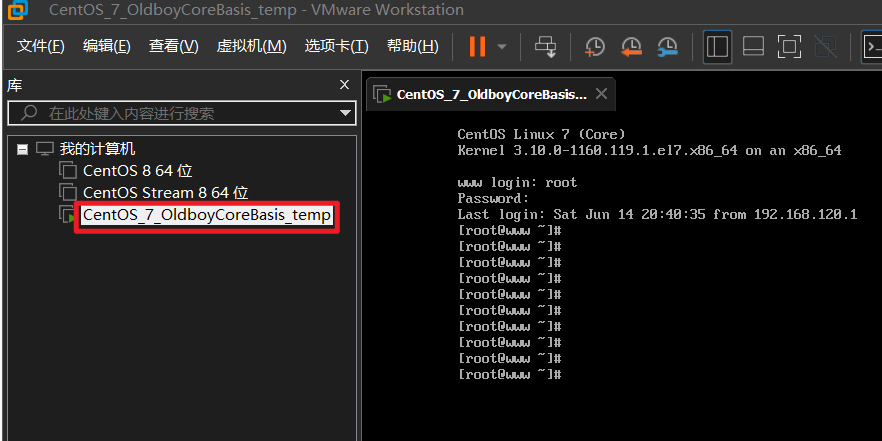 CentOS_7_OldboyCoreBasis_temp - VMware Workstation
文件(F) 编辑(E) 查看(V) 虚拟机(M) 选项卡(T) 帮助(H)
库
在此处键入内容进行搜索
我的计算机
CentOS 8 64 位
CentOS Stream 8 64 位
CentOS_7_OldboyCoreBasis_temp
CentOS_7_OldboyCoreBasis...
CentOS Linux 7 (Core)
Kernel 3.10.0-1160.119.1.el7.x86_64 on an x86_64
www login: root
Password:
Last login: Sat Jun 14 20:40:35 from 192.168.120.1
[root@www ~]#
[root@www ~]#
[root@www ~]#
[root@www ~]#
[root@www ~]#
[root@www ~]#
[root@www ~]#
[root@www ~]#
[root@www ~]#
[root@www ~]#